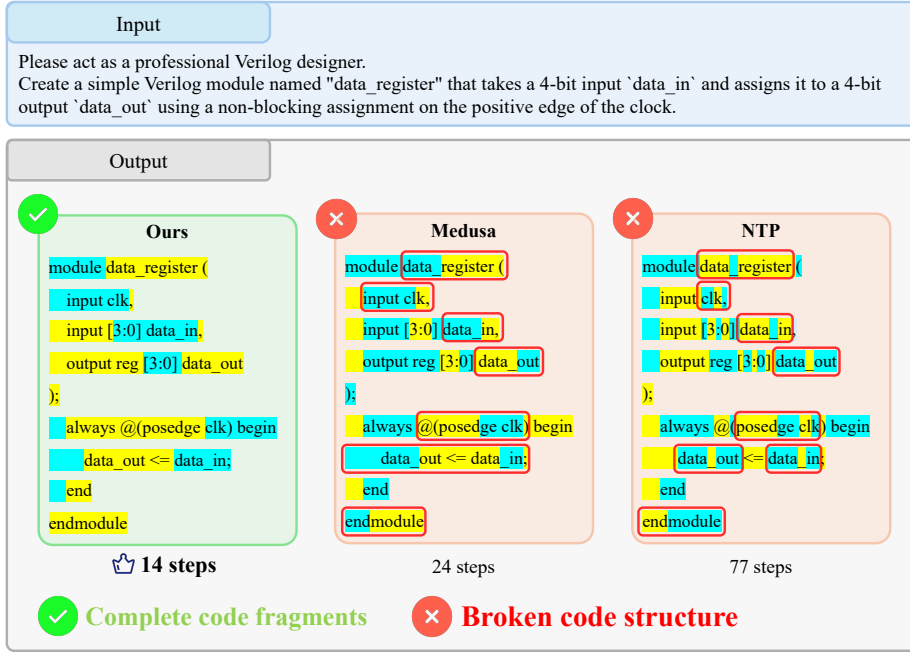 Input
Please act as a professional Verilog designer.
Create a simple Verilog module named "data_register" that takes a 4-bit input `data_in` and assigns it to a 4-bit
output `data_out` using a non-blocking assignment on the positive edge of the clock.
Output
Ours
module data_register (
input clk,
input [3:0] data_in,
output reg [3:0] data_out
);
always @(posedge clk) begin
data_out <= data_in;
end
endmodule
14 steps
Medusa
module data_register (
input clk,
input [3:0] data_in,
output reg [3:0] data_out
);
always @(posedge clk) begin
data_out <= data_in;
end
endmodule
24 steps
NTP
module data_register (
input clk,
input [3:0] data_in,
output reg [3:0] data_out
);
always @(posedge clk) begin
data_out <= data_in;
end
endmodule
77 steps
Complete code fragments
Broken code structure